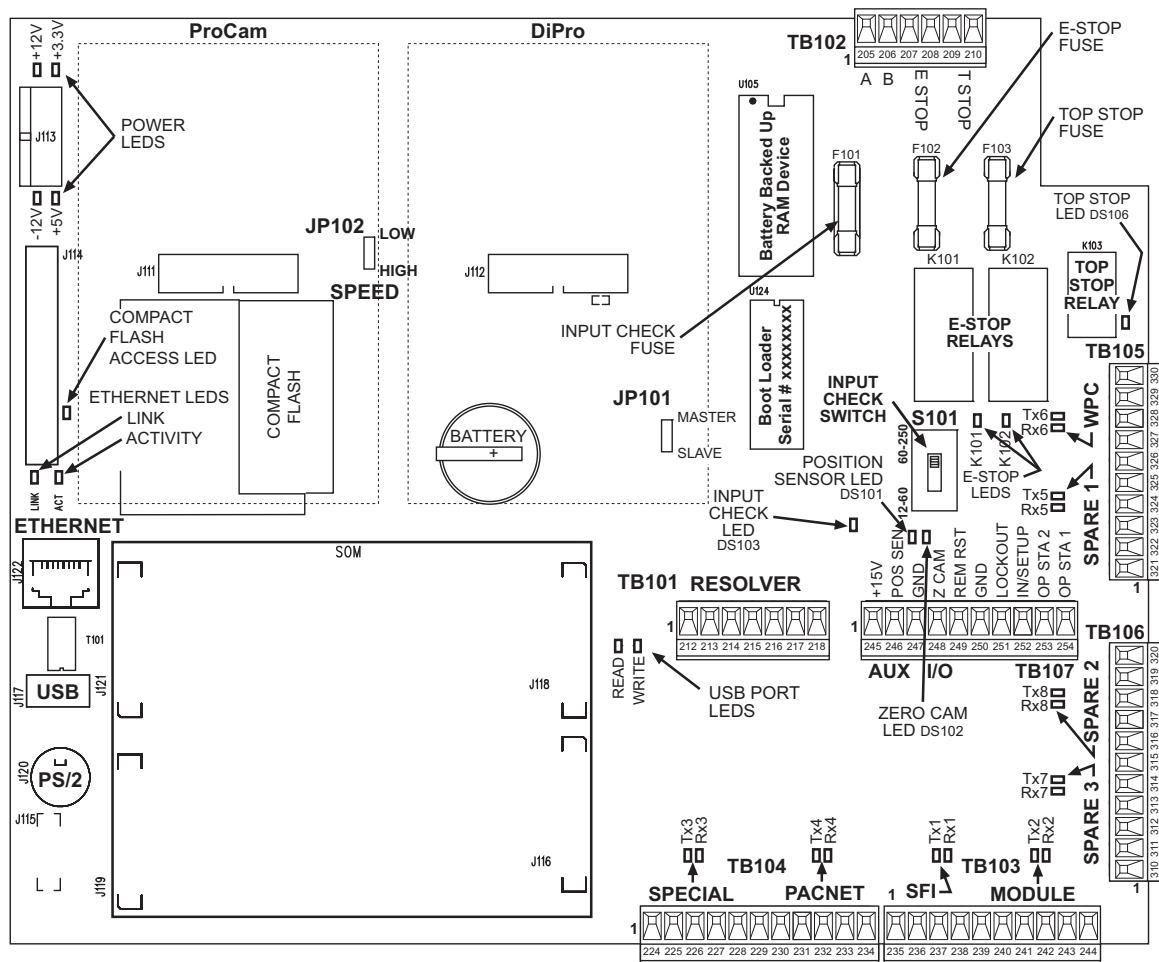 ProCam
DiPro
+12V
+3.3V
J113
POWER
LEDS
-12V
+5V
J114
JP102
LOW
HIGH
SPEED
J111
J112
COMPACT
FLASH
ACCESS LED
ETHERNET LEDS
LINK
ACTIVITY
COMPACT
FLASH
BATTERY
+
INPUT CHECK
FUSE
JP101
MASTER
SLAVE
LINK
ACT
ETHERNET
J122
T101
J117
USB
J121
J120
PS/2
J115
J119
SOM
J118
J116
TB102
1
205 206 207 208 209 210
A B
E STOP
T STOP
E-STOP
FUSE
TOP STOP
FUSE
U105
Battery Backed Up
RAM Device
F101
F102
F103
TOP STOP
LED DS106
K101
K102
K103
TOP
STOP
RELAY
E-STOP
RELAYS
U124
Boot Loader
Serial # xxxxxxxx
INPUT
CHECK
SWITCH
S101
60-250
12-60
K101
K102
E-STOP
LEDS
POSITION
SENSOR LED
DS101
INPUT
CHECK
LED
DS103
TB105
330
329
328
327
326
325
324
323
322
321
1
WPC
SPARE 1
Tx6
Rx6
Tx5
Rx5
TB101 RESOLVER
1
212 213 214 215 216 217 218
READ
WRITE
USB PORT
LEDS
+15V
POS SEN
GND
Z CAM
REM RST
GND
LOCKOUT
IN/SETUP
OP STA 2
OP STA 1
1
245 246 247 248 249 250 251 252 253 254
AUX I/O
TB107
ZERO CAM
LED DS102
TB106
320
319
318
317
316
315
314
313
312
311
310
1
SPARE 2
SPARE 3
Tx8
Rx8
Tx7
Rx7
Tx3
Rx3
Tx4
Rx4
Tx1
Rx1
Tx2
Rx2
TB104
TB103
SPECIAL
PACNET
1
SFI
MODULE
1
224 225 226 227 228 229 230 231 232 233 234
235 236 237 238 239 240 241 242 243 244